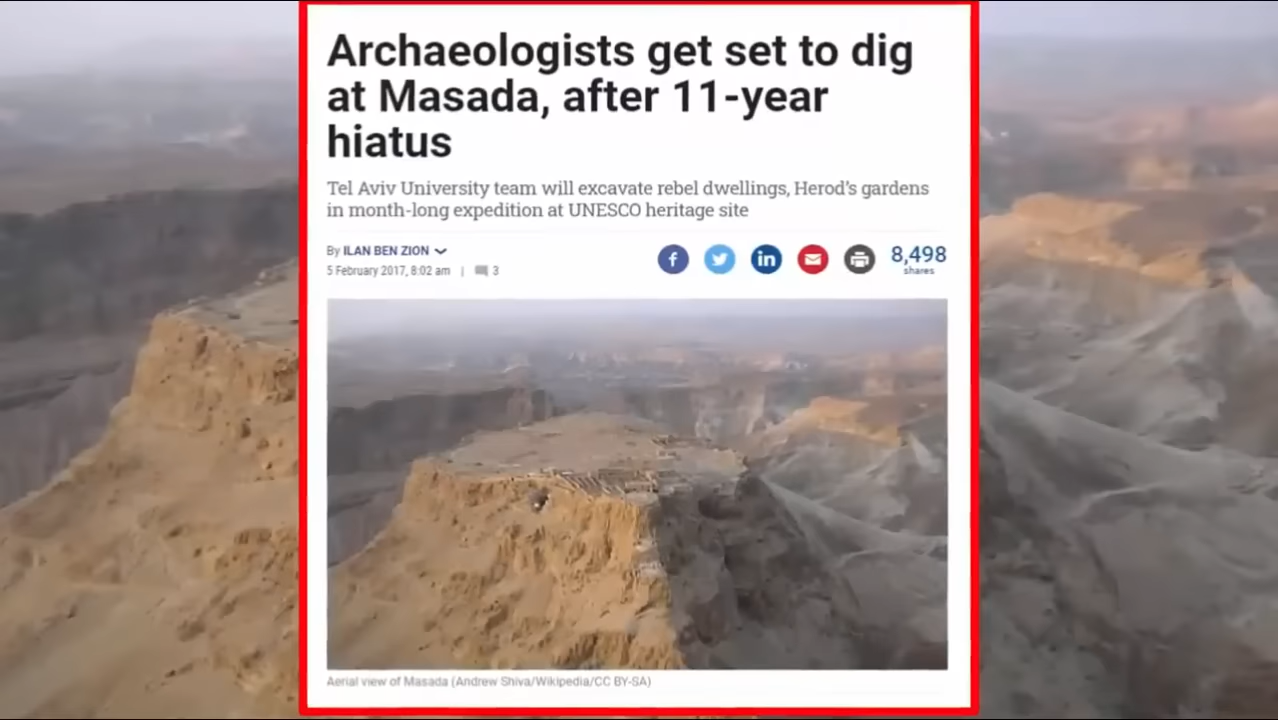 Archaeologists get set to dig
at Masada, after 11-year
hiatus
Tel Aviv University team will excavate rebel dwellings, Herod's gardens
in month-long expedition at UNESCO heritage site
By ILAN BEN ZION
5 February 2017, 8:02 am | 3
f in 8,498
shares
Aerial view of Masada (Andrew Shiva/Wikipedia/CC BY-SA)